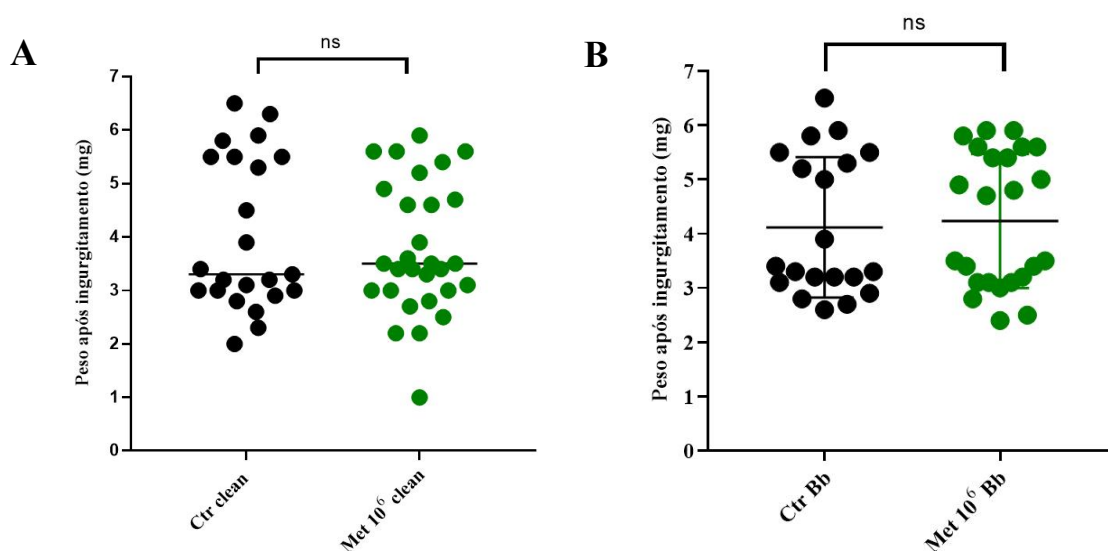 A
ns
Peso após ingurgitamento (mg)
7
6
5
4
3
2
1
0
Ctr clean
Met 10⁶ clean
B
ns
Peso após ingurgitamento (mg)
7
6
5
4
3
2
1
0
Ctr Bb
Met 10⁶ Bb